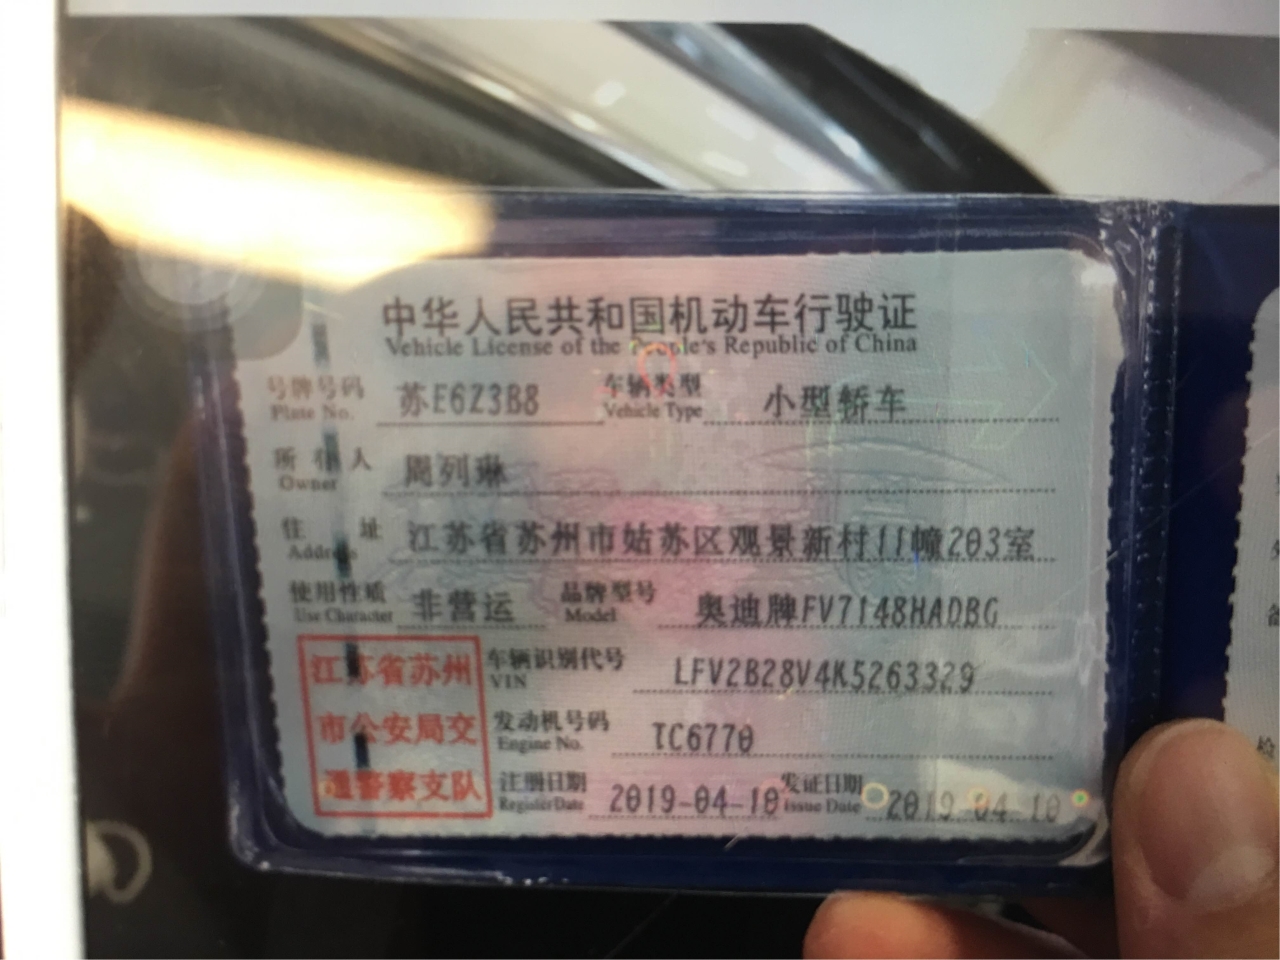 中华人民共和国机动车行驶证
Vehicle License of the People's Republic of China
号牌号码 苏E6Z3B8 车辆类型 小型轿车
Plate No. Vehicle Type
所有人 周列琳
Owner
住址 江苏省苏州市姑苏区观景新村11幢203室
Address
使用性质 非营运 品牌型号 奥迪牌FV7148HADBG
Use Character Model
江苏省苏州 车辆识别代号 LFV2B28V4K5263329
VIN
市公安局交 发动机号码 TC6770
Engine No.
通警察支队 注册日期 2019-04-10 发证日期 2019-04-10
Register Date Issue Date